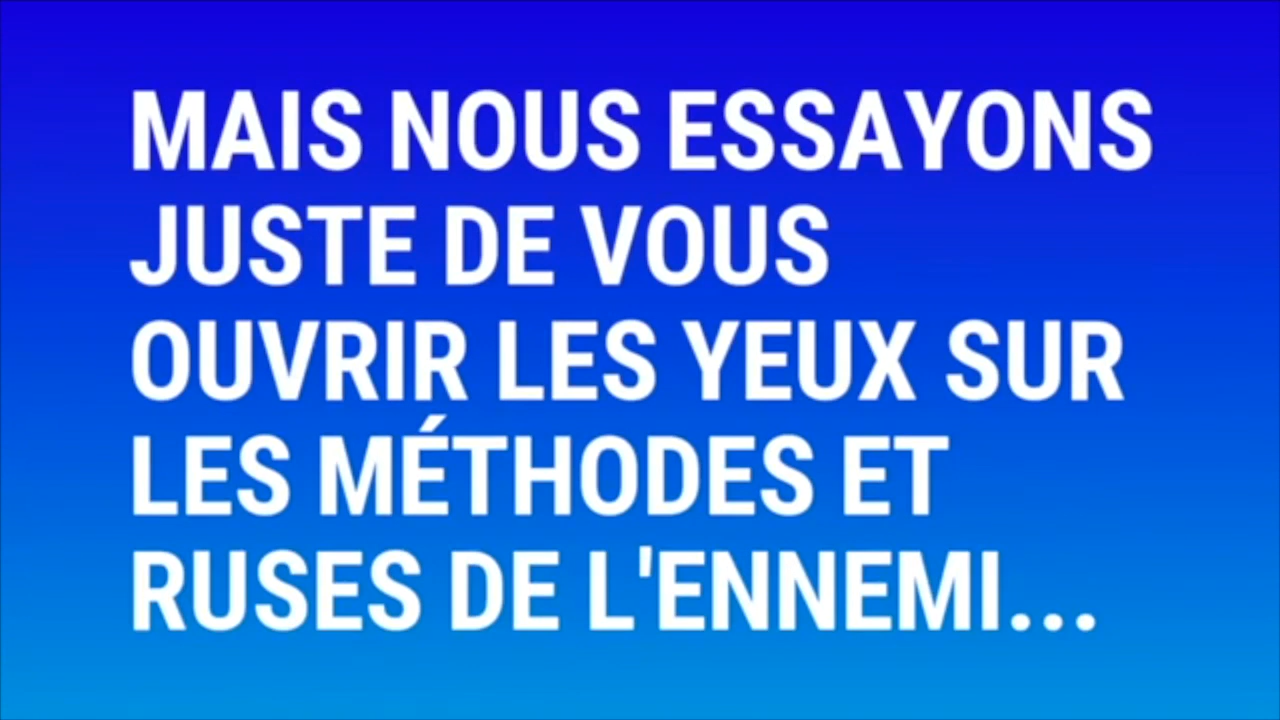 MAIS NOUS ESSAYONS
JUSTE DE VOUS
OUVRIR LES YEUX SUR
LES MÉTHODES ET
RUSES DE L'ENNEMI...